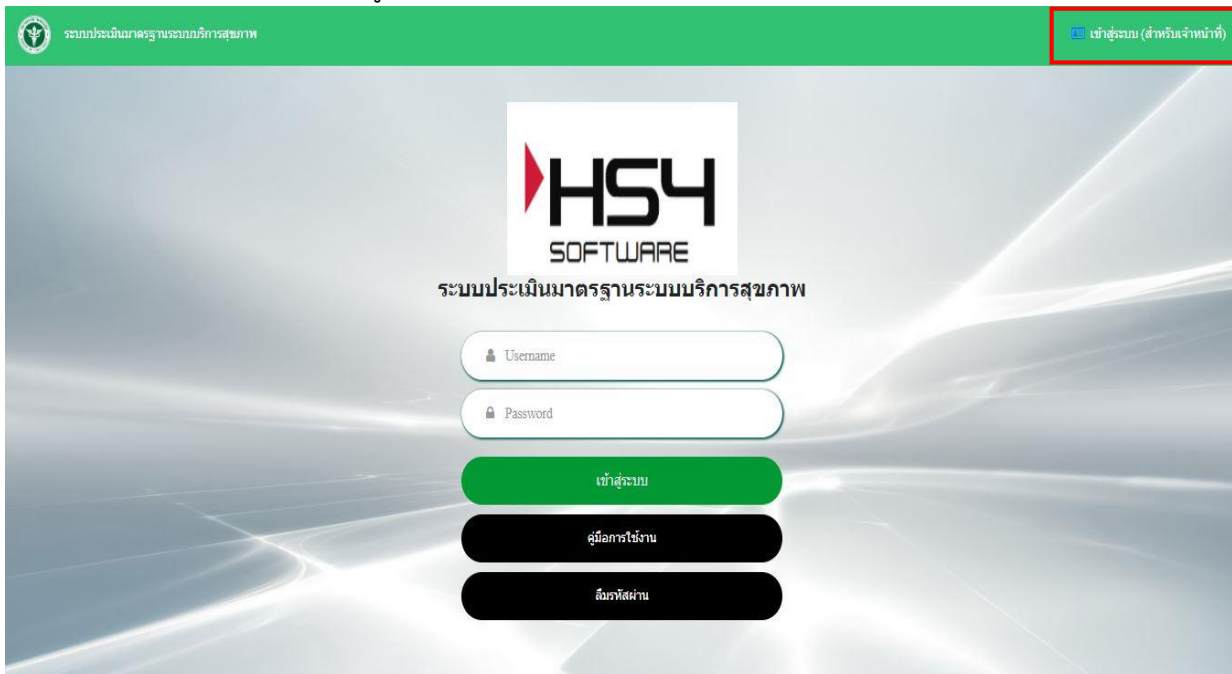 ระบบประเมินมาตรฐานระบบบริการสุขภาพ
เข้าสู่ระบบ (สำหรับเจ้าหน้าที่)
HS4
SOFTWARE
ระบบประเมินมาตรฐานระบบบริการสุขภาพ
Username
Password
เข้าสู่ระบบ
คู่มือการใช้งาน
ลืมรหัสผ่าน